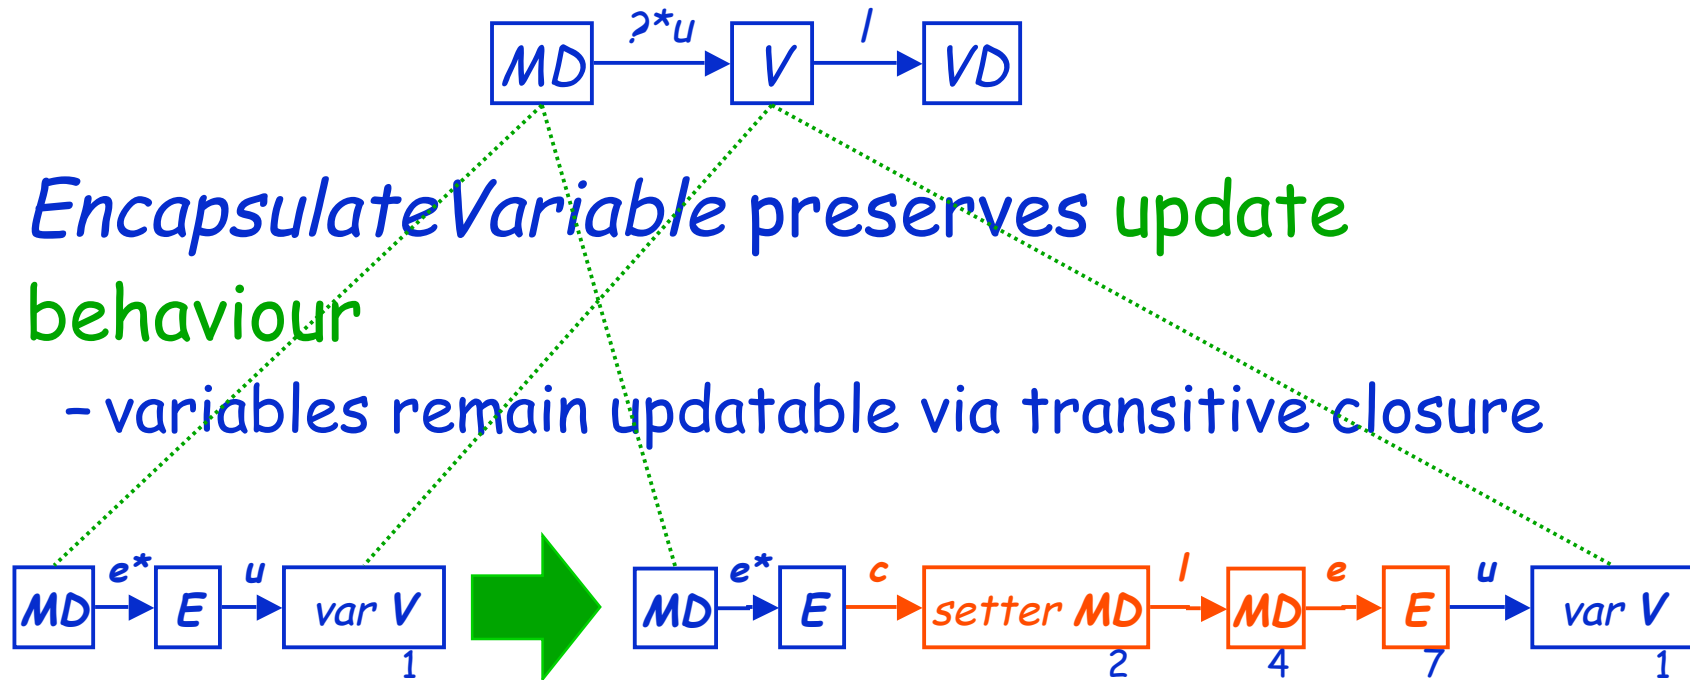 ?*u l
MD V VD
EncapsulateVariable preserves update
behaviour
– variables remain updatable via transitive closure
e* u e* c l e u
MD E var V MD E setter MD MD E var V
1 2 4 7 1